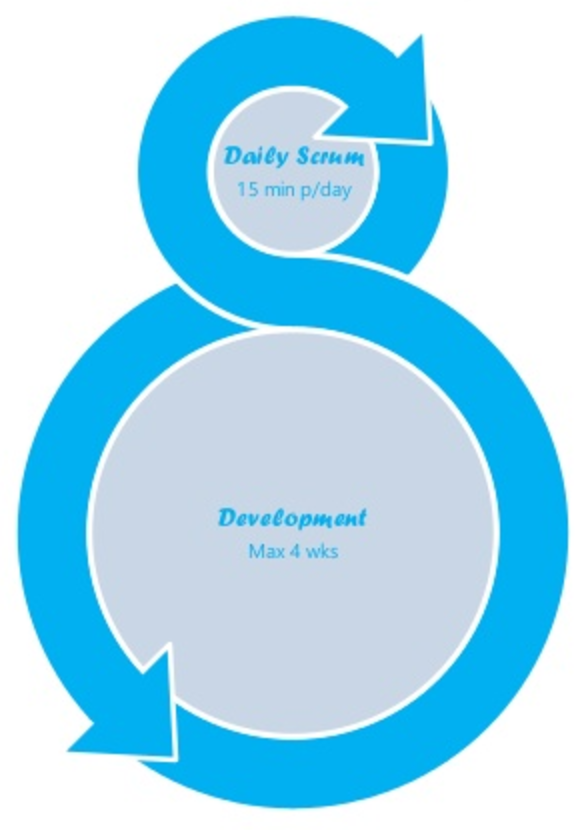 Daily Scrum
15 min p/day
Development
Max 4 wks